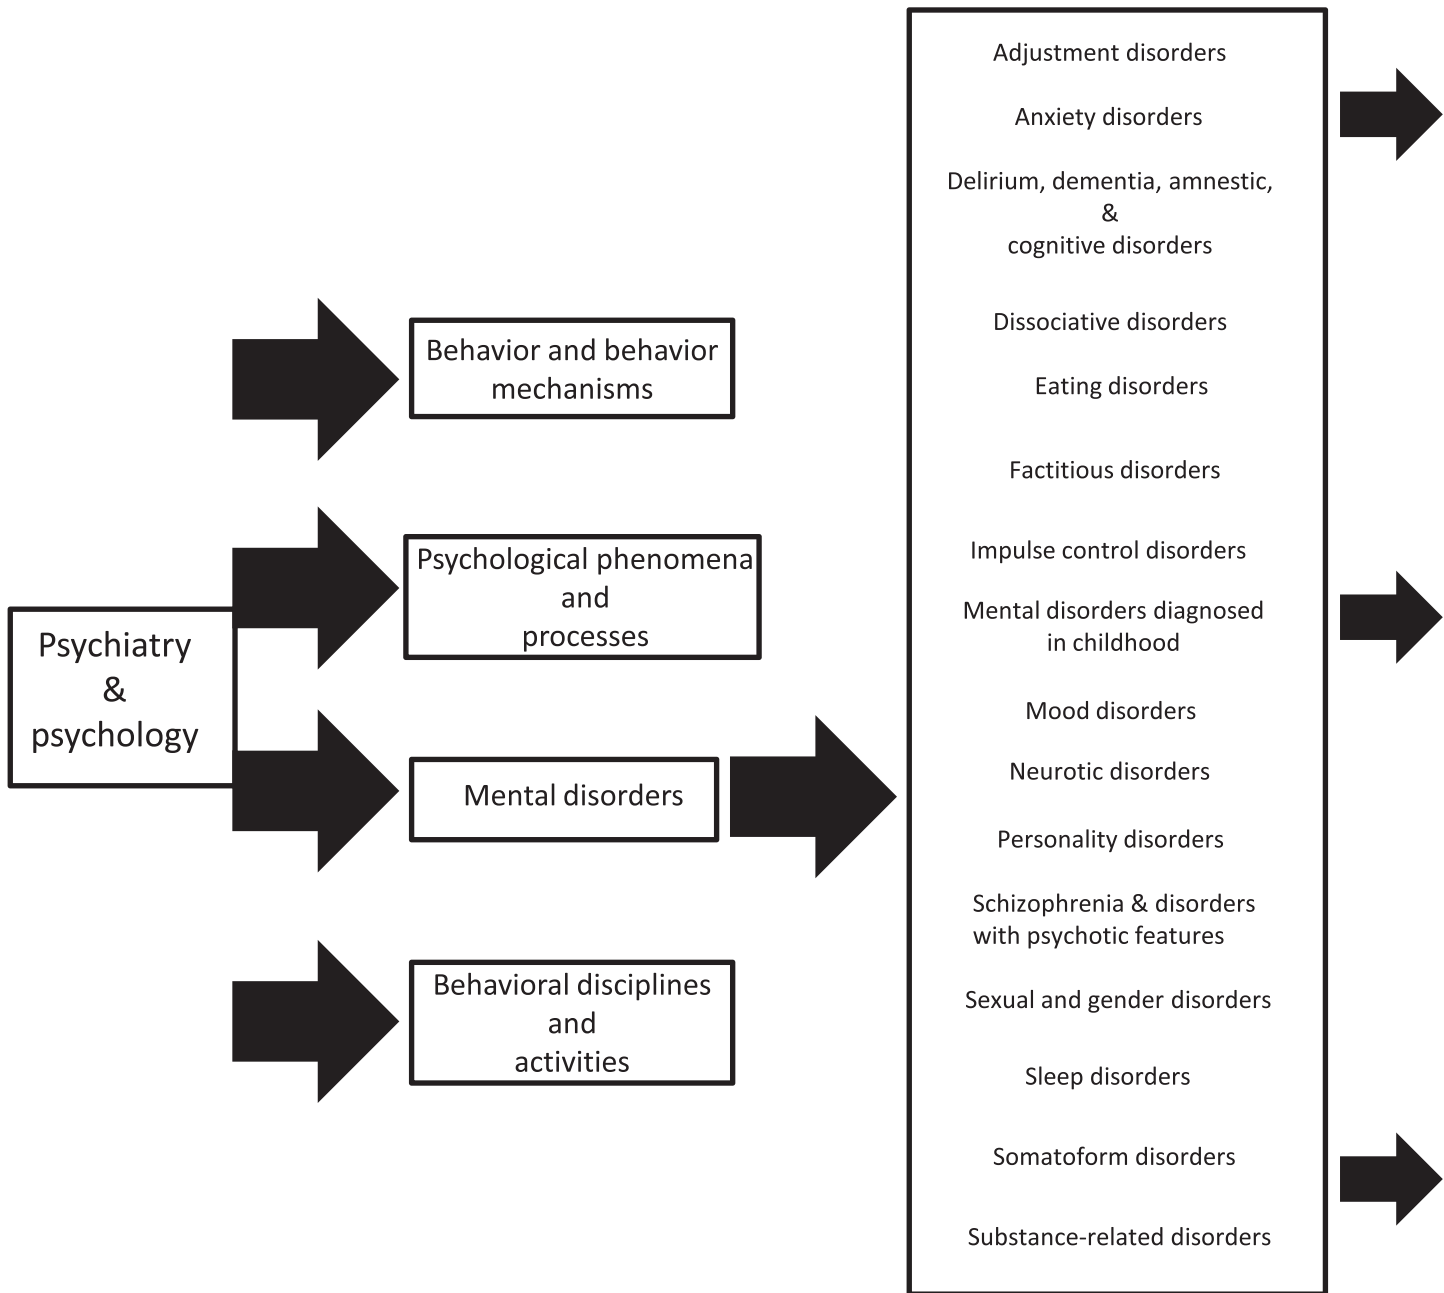 Psychiatry
&
psychology
Behavior and behavior
mechanisms
Psychological phenomena
and
processes
Mental disorders
Behavioral disciplines
and
activities
Adjustment disorders
Anxiety disorders
Delirium, dementia, amnestic,
&
cognitive disorders
Dissociative disorders
Eating disorders
Factitious disorders
Impulse control disorders
Mental disorders diagnosed
in childhood
Mood disorders
Neurotic disorders
Personality disorders
Schizophrenia & disorders
with psychotic features
Sexual and gender disorders
Sleep disorders
Somatoform disorders
Substance-related disorders